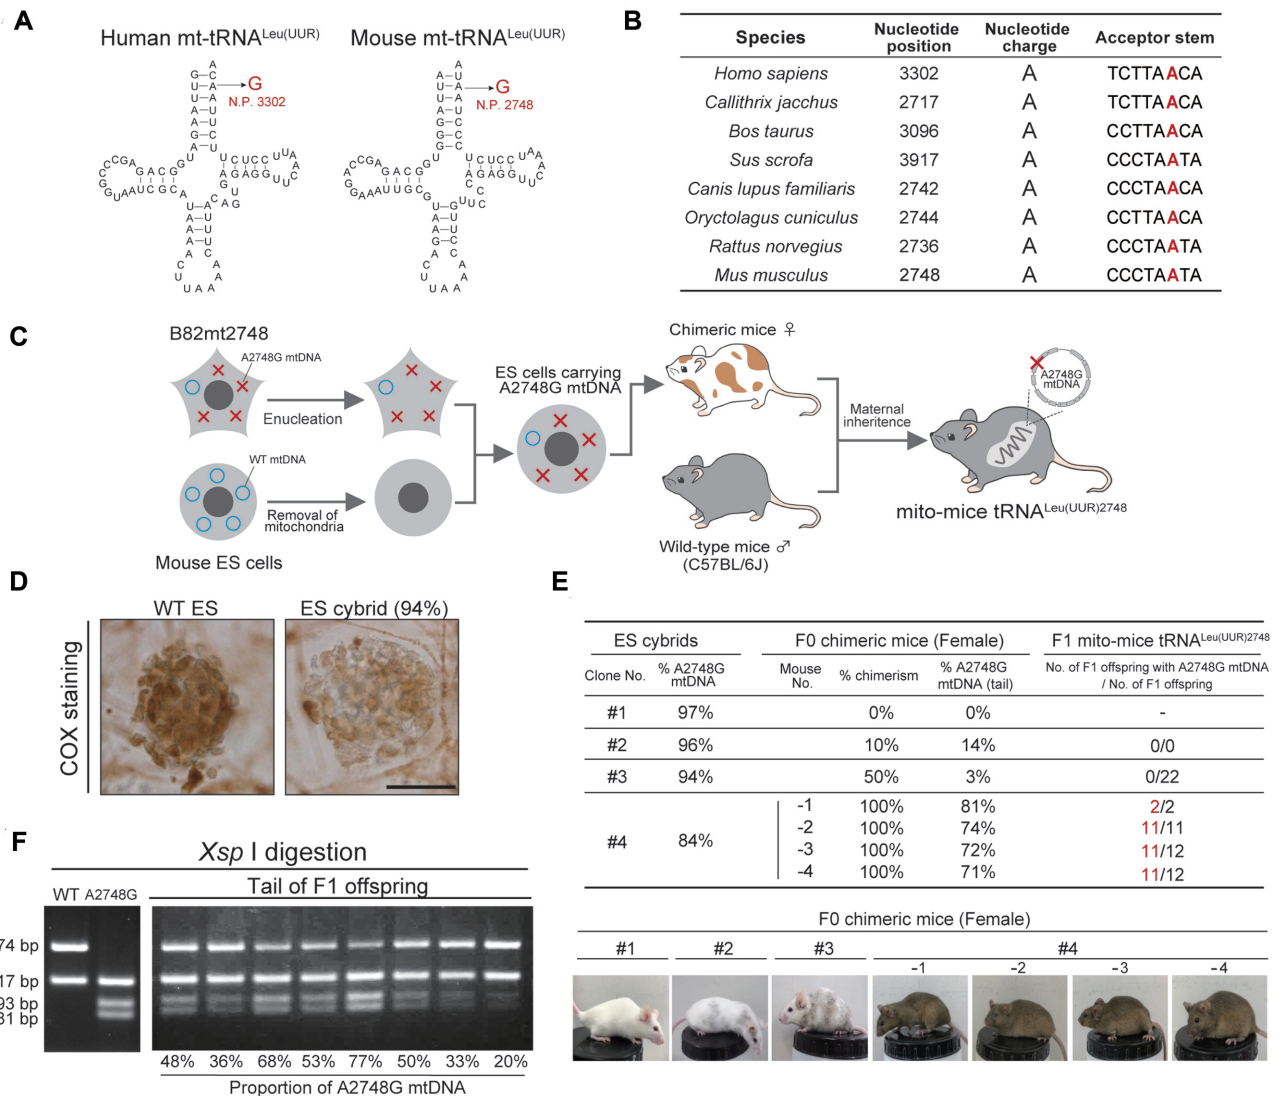 A
Human mt-tRNALeu(UUR)
Mouse mt-tRNALeu(UUR)
G
N.P. 3302
G
N.P. 2748
B
Species Nucleotide position Nucleotide charge Acceptor stem
Homo sapiens 3302 A TCTTAACA
Callithrix jacchus 2717 A TCTTAACA
Bos taurus 3096 A CCTTAACA
Sus scrofa 3917 A CCCTAATA
Canis lupus familiaris 2742 A CCCTAACA
Oryctolagus cuniculus 2744 A CCTTAACA
Rattus norvegius 2736 A CCCTAATA
Mus musculus 2748 A CCCTAATA
C
B82mt2748
A2748G mtDNA
Enucleation
WT mtDNA
Removal of
mitochondria
Mouse ES cells
ES cells carrying
A2748G mtDNA
Chimeric mice ♀
Wild-type mice ♂
(C57BL/6J)
Maternal
inheritence
A2748G
mtDNA
mito-mice tRNALeu(UUR)2748
D
WT ES
ES cybrid (94%)
COX staining
E
ES cybrids F0 chimeric mice (Female) F1 mito-mice tRNALeu(UUR)2748
Clone No. % A2748G mtDNA Mouse No. % chimerism % A2748G mtDNA (tail) No. of F1 offspring with A2748G mtDNA / No. of F1 offspring
#1 97% 0% 0% -
#2 96% 10% 14% 0/0
#3 94% 50% 3% 0/22
#4 84% -1 100% 81% 2/2
-2 100% 74% 11/11
-3 100% 72% 11/12
-4 100% 71% 11/12
F0 chimeric mice (Female)
#1 #2 #3 #4
-1 -2 -3 -4
F
Xsp I digestion
WT A2748G Tail of F1 offspring
74 bp
17 bp
93 bp
31 bp
48% 36% 68% 53% 77% 50% 33% 20%
Proportion of A2748G mtDNA